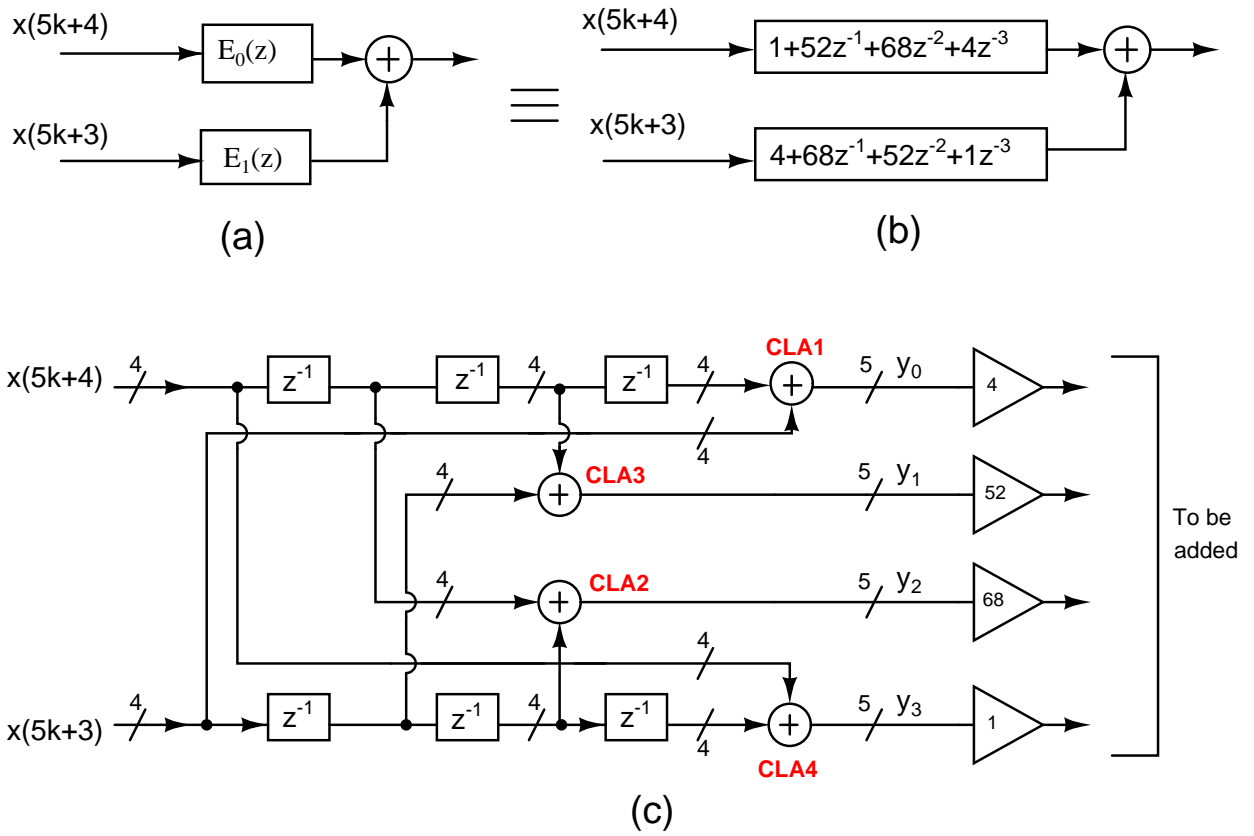 x(5k+4)
E₀(z)
+
x(5k+3)
E₁(z)
(a)
x(5k+4)
1+52z⁻¹+68z⁻²+4z⁻³
+
x(5k+3)
4+68z⁻¹+52z⁻²+1z⁻³
(b)
CLA1
x(5k+4) 4 z⁻¹ z⁻¹ 4 z⁻¹ 4 + 5 y₀ 4
4
4 CLA3 + 5 y₁ 52
To be
added
4 CLA2 + 5 y₂ 68
4
x(5k+3) 4 z⁻¹ z⁻¹ 4 z⁻¹ 4 + 5 y₃ 1
CLA4
(c)